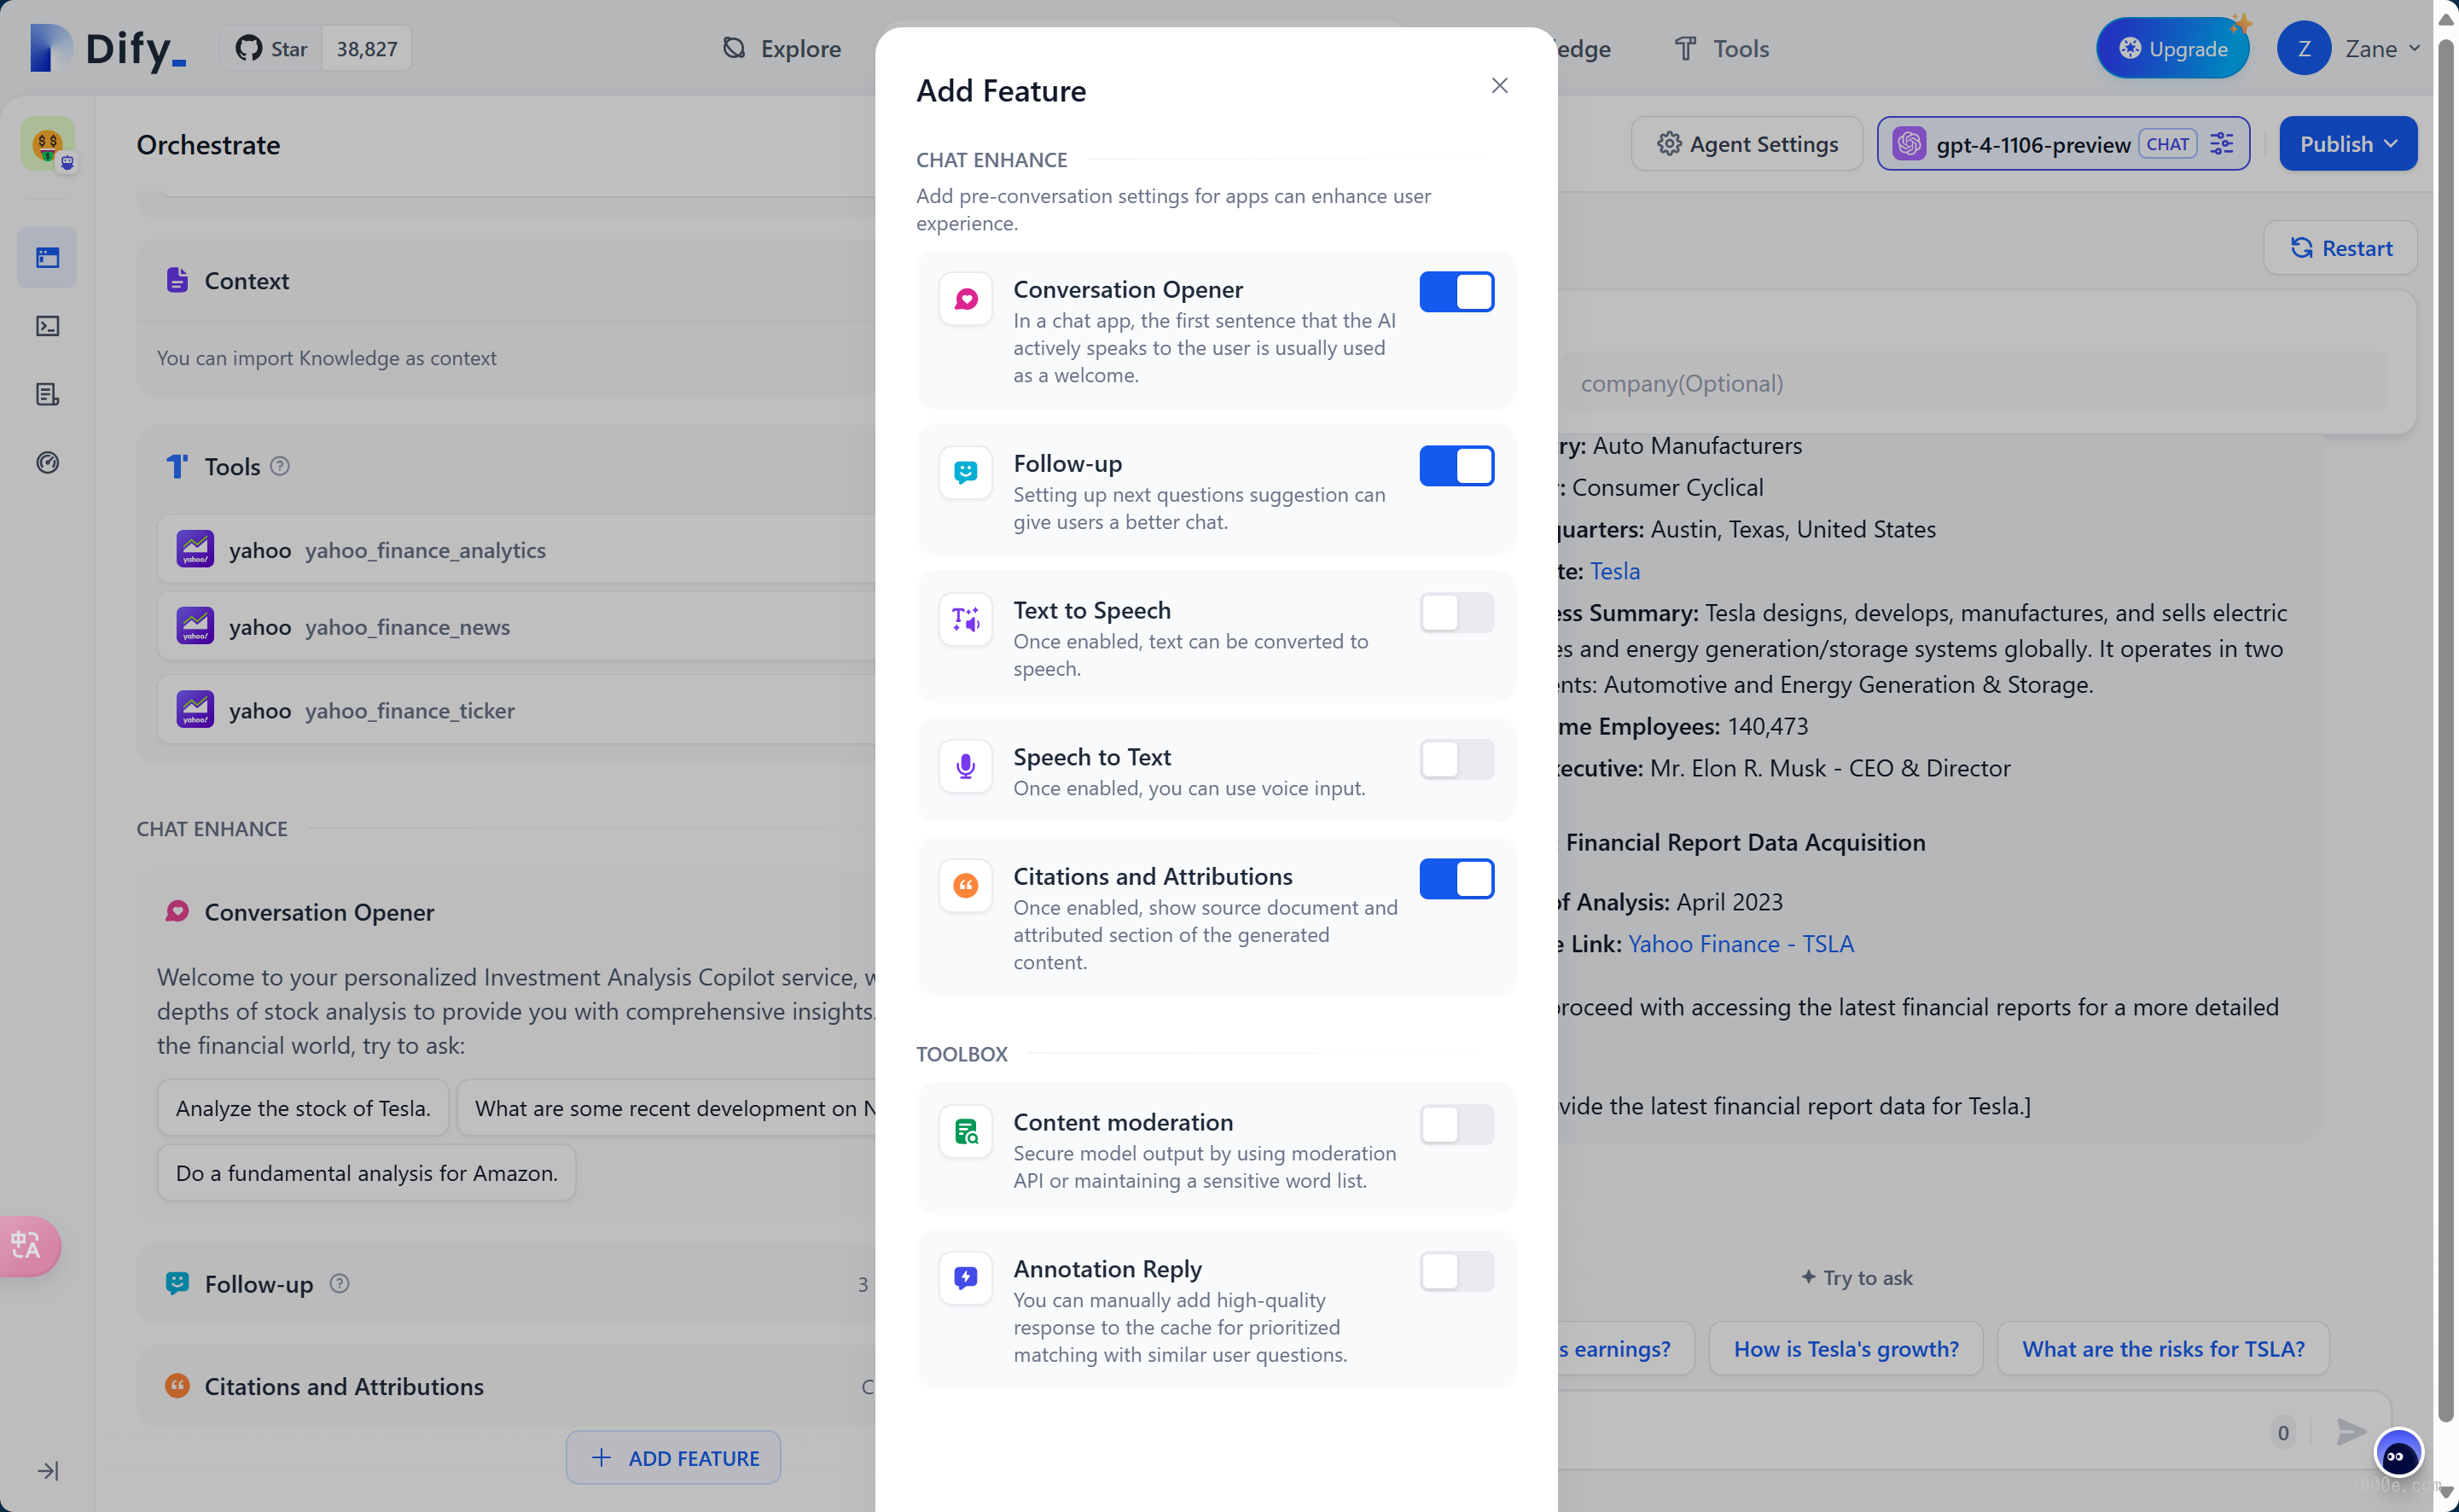 Dify_
Star 38,827
Explore
ledge
Tools
Upgrade
Z
Zane
Orchestrate
Agent Settings
gpt-4-1106-preview CHAT
Publish
Restart
Context
You can import Knowledge as context
Tools
yahoo yahoo_finance_analytics
yahoo yahoo_finance_news
yahoo yahoo_finance_ticker
CHAT ENHANCE
Conversation Opener
Welcome to your personalized Investment Analysis Copilot service, w
depths of stock analysis to provide you with comprehensive insights.
the financial world, try to ask:
Analyze the stock of Tesla.
What are some recent development on N
Do a fundamental analysis for Amazon.
中A
Follow-up
3
Citations and Attributions
C
ADD FEATURE
Add Feature
CHAT ENHANCE
Add pre-conversation settings for apps can enhance user
experience.
Conversation Opener
In a chat app, the first sentence that the AI
actively speaks to the user is usually used
as a welcome.
Follow-up
Setting up next questions suggestion can
give users a better chat.
Text to Speech
Once enabled, text can be converted to
speech.
Speech to Text
Once enabled, you can use voice input.
Citations and Attributions
Once enabled, show source document and
attributed section of the generated
content.
TOOLBOX
Content moderation
Secure model output by using moderation
API or maintaining a sensitive word list.
Annotation Reply
You can manually add high-quality
response to the cache for prioritized
matching with similar user questions.
company(Optional)
ry: Auto Manufacturers
: Consumer Cyclical
quarters: Austin, Texas, United States
te: Tesla
ess Summary: Tesla designs, develops, manufactures, and sells electric
es and energy generation/storage systems globally. It operates in two
ents: Automotive and Energy Generation & Storage.
me Employees: 140,473
xecutive: Mr. Elon R. Musk - CEO & Director
: Financial Report Data Acquisition
of Analysis: April 2023
e Link: Yahoo Finance - TSLA
proceed with accessing the latest financial reports for a more detailed
vide the latest financial report data for Tesla.]
Try to ask
s earnings?
How is Tesla's growth?
What are the risks for TSLA?
0